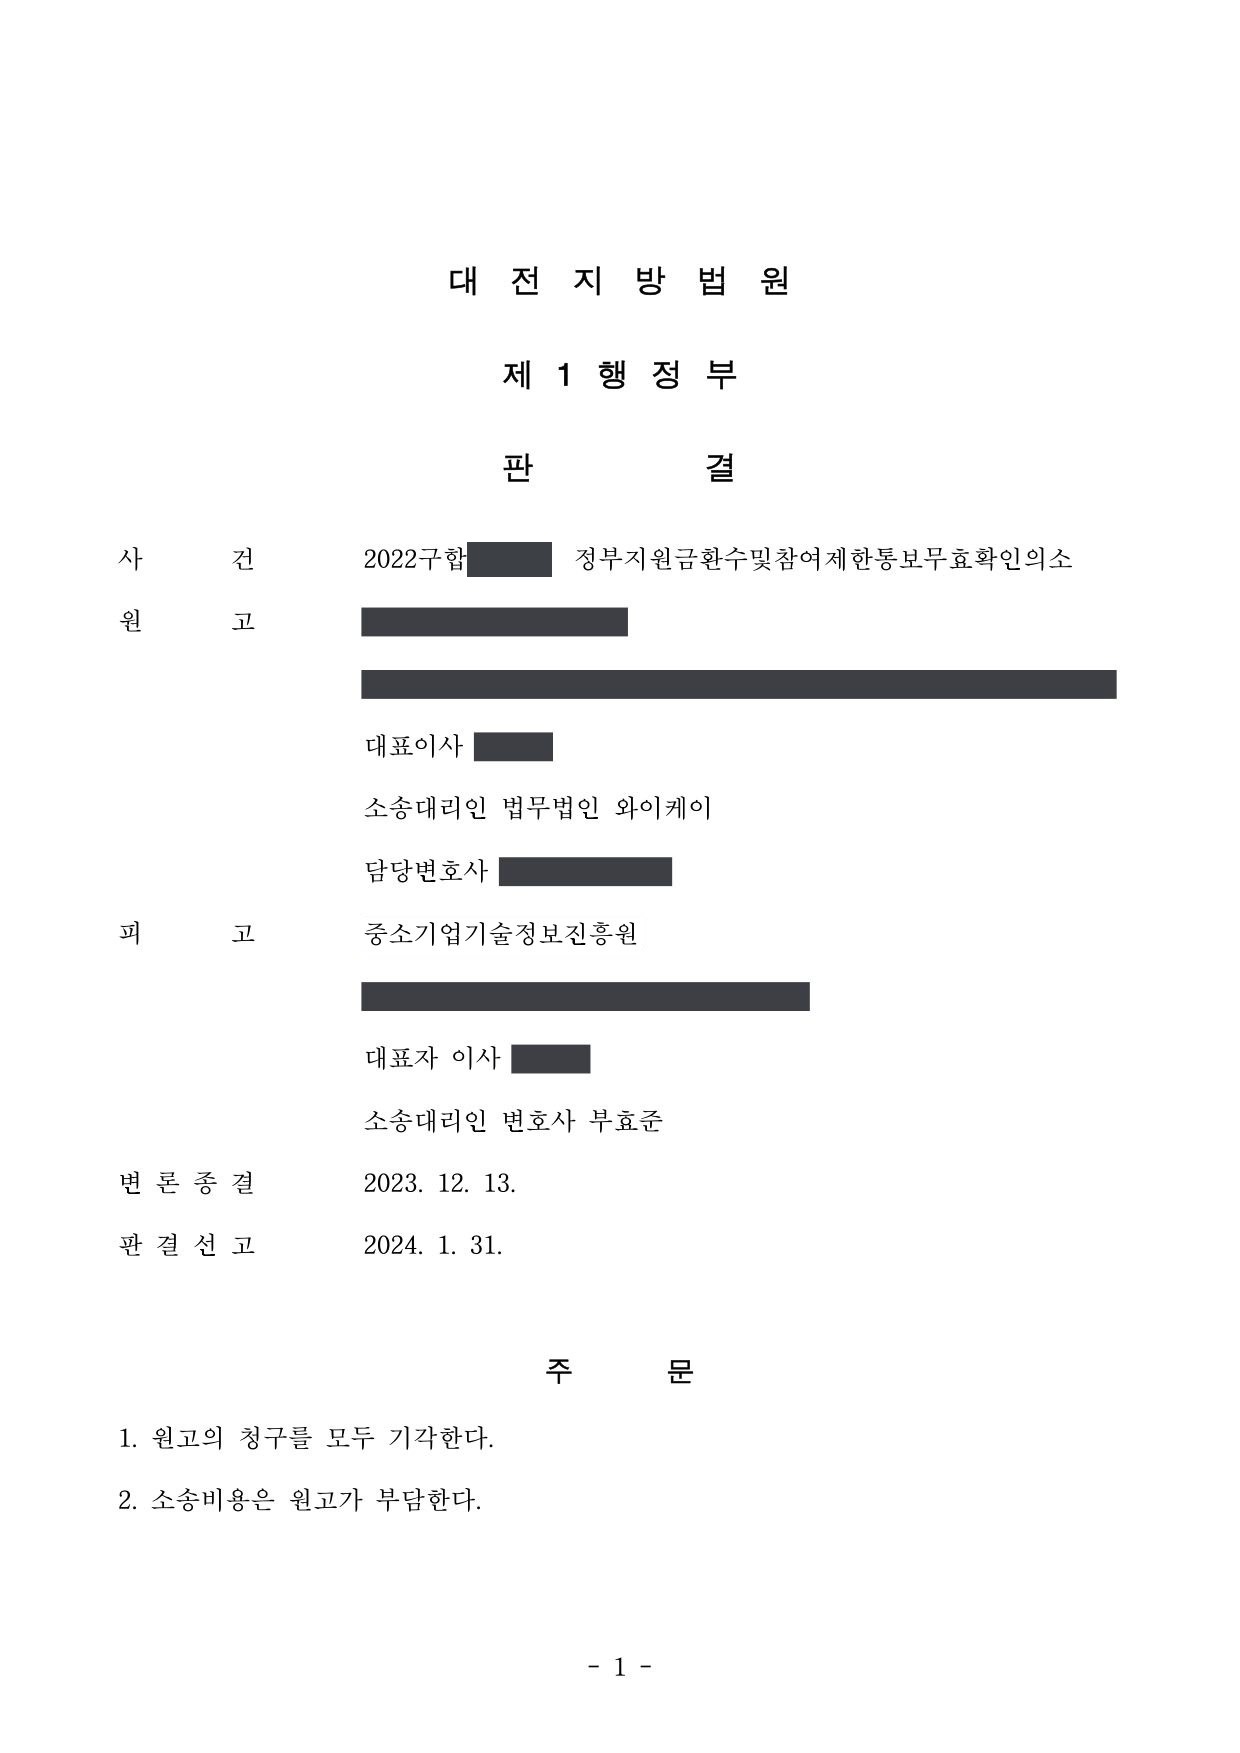 대 전 지 방 법 원
제 1 행 정 부
판 결
사 건 2022구합 정부지원금환수및참여제한통보무효확인의소
원 고
대표이사
소송대리인 법무법인 와이케이
담당변호사
피 고 중소기업기술정보진흥원
대표자 이사
소송대리인 변호사 부효준
변 론 종 결 2023. 12. 13.
판 결 선 고 2024. 1. 31.
주 문
1. 원고의 청구를 모두 기각한다.
2. 소송비용은 원고가 부담한다.
- 1 -